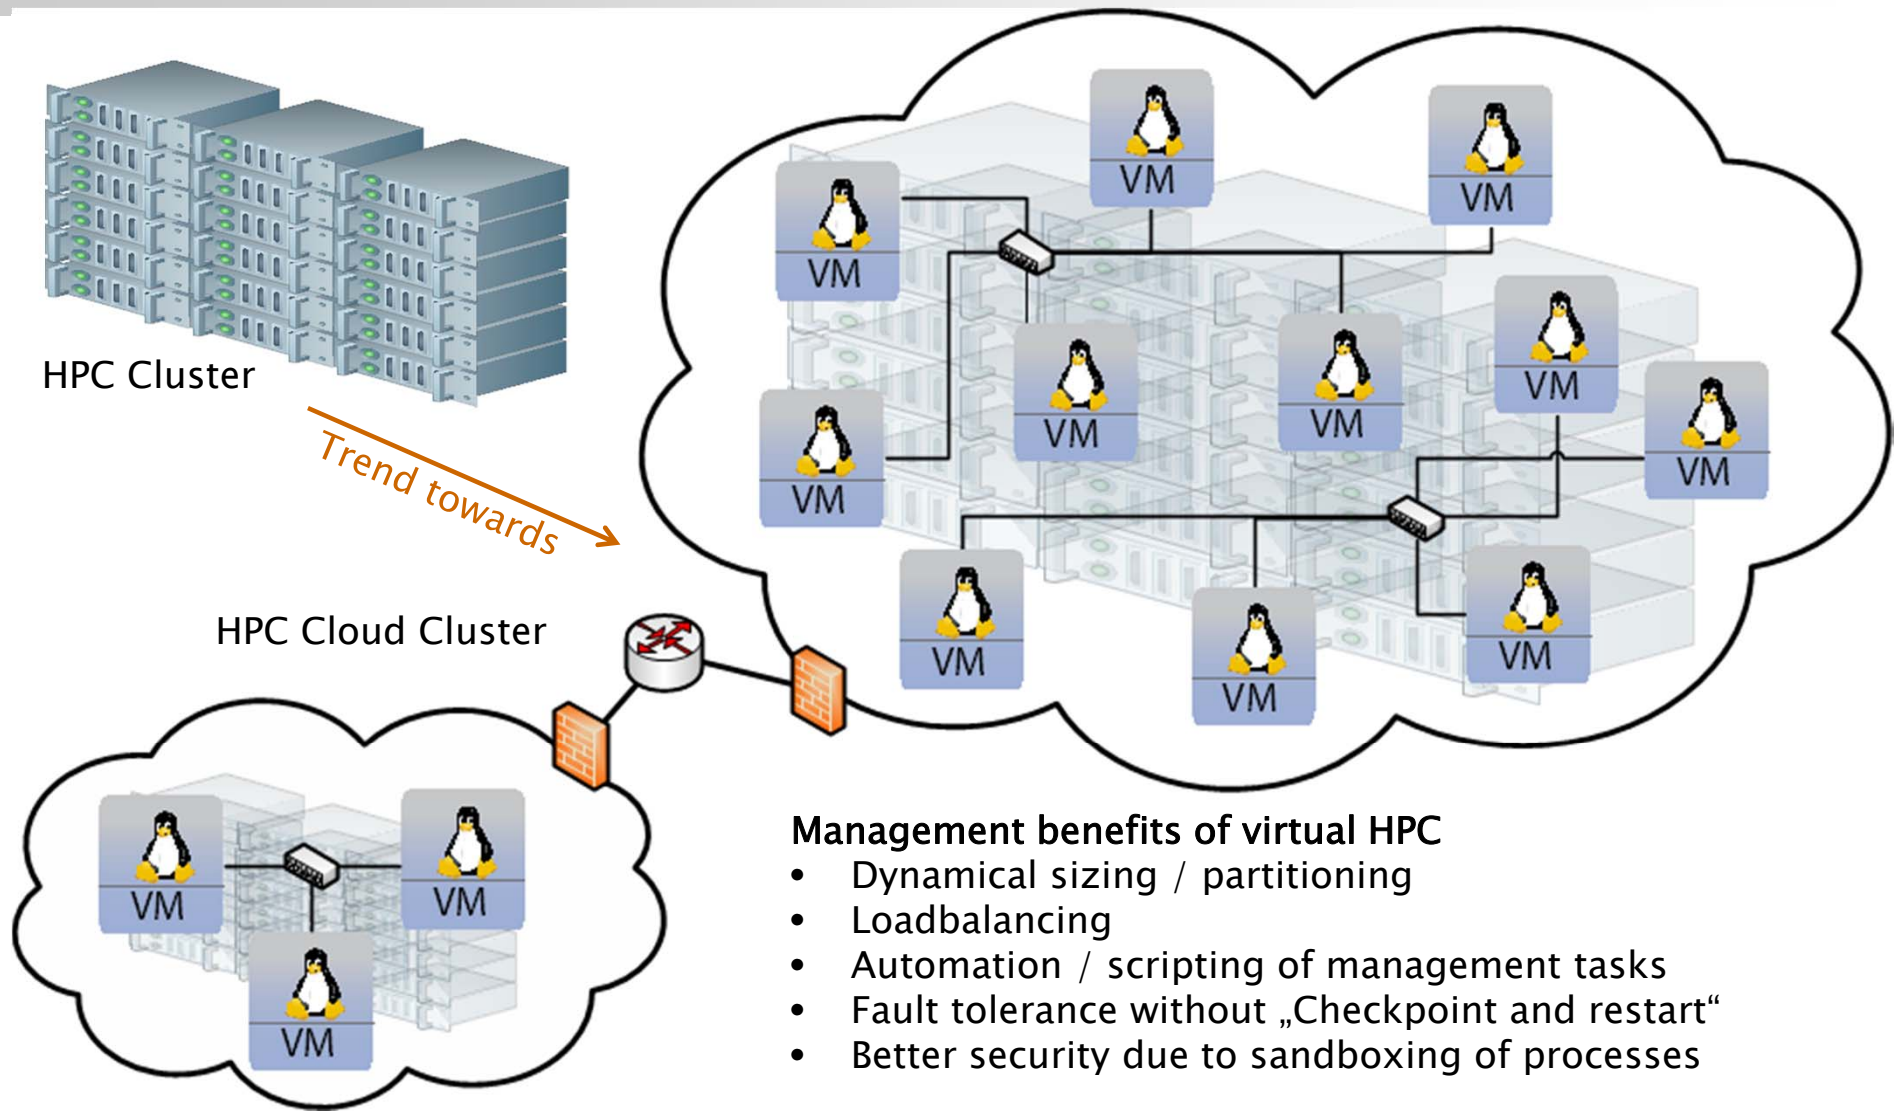 HPC Cluster
Trend towards
HPC Cloud Cluster
VM
VM
VM
VM
VM
VM
VM
VM
VM
VM
VM
VM
VM
VM
Management benefits of virtual HPC
• Dynamical sizing / partitioning
• Loadbalancing
• Automation / scripting of management tasks
• Fault tolerance without „Checkpoint and restart“
• Better security due to sandboxing of processes